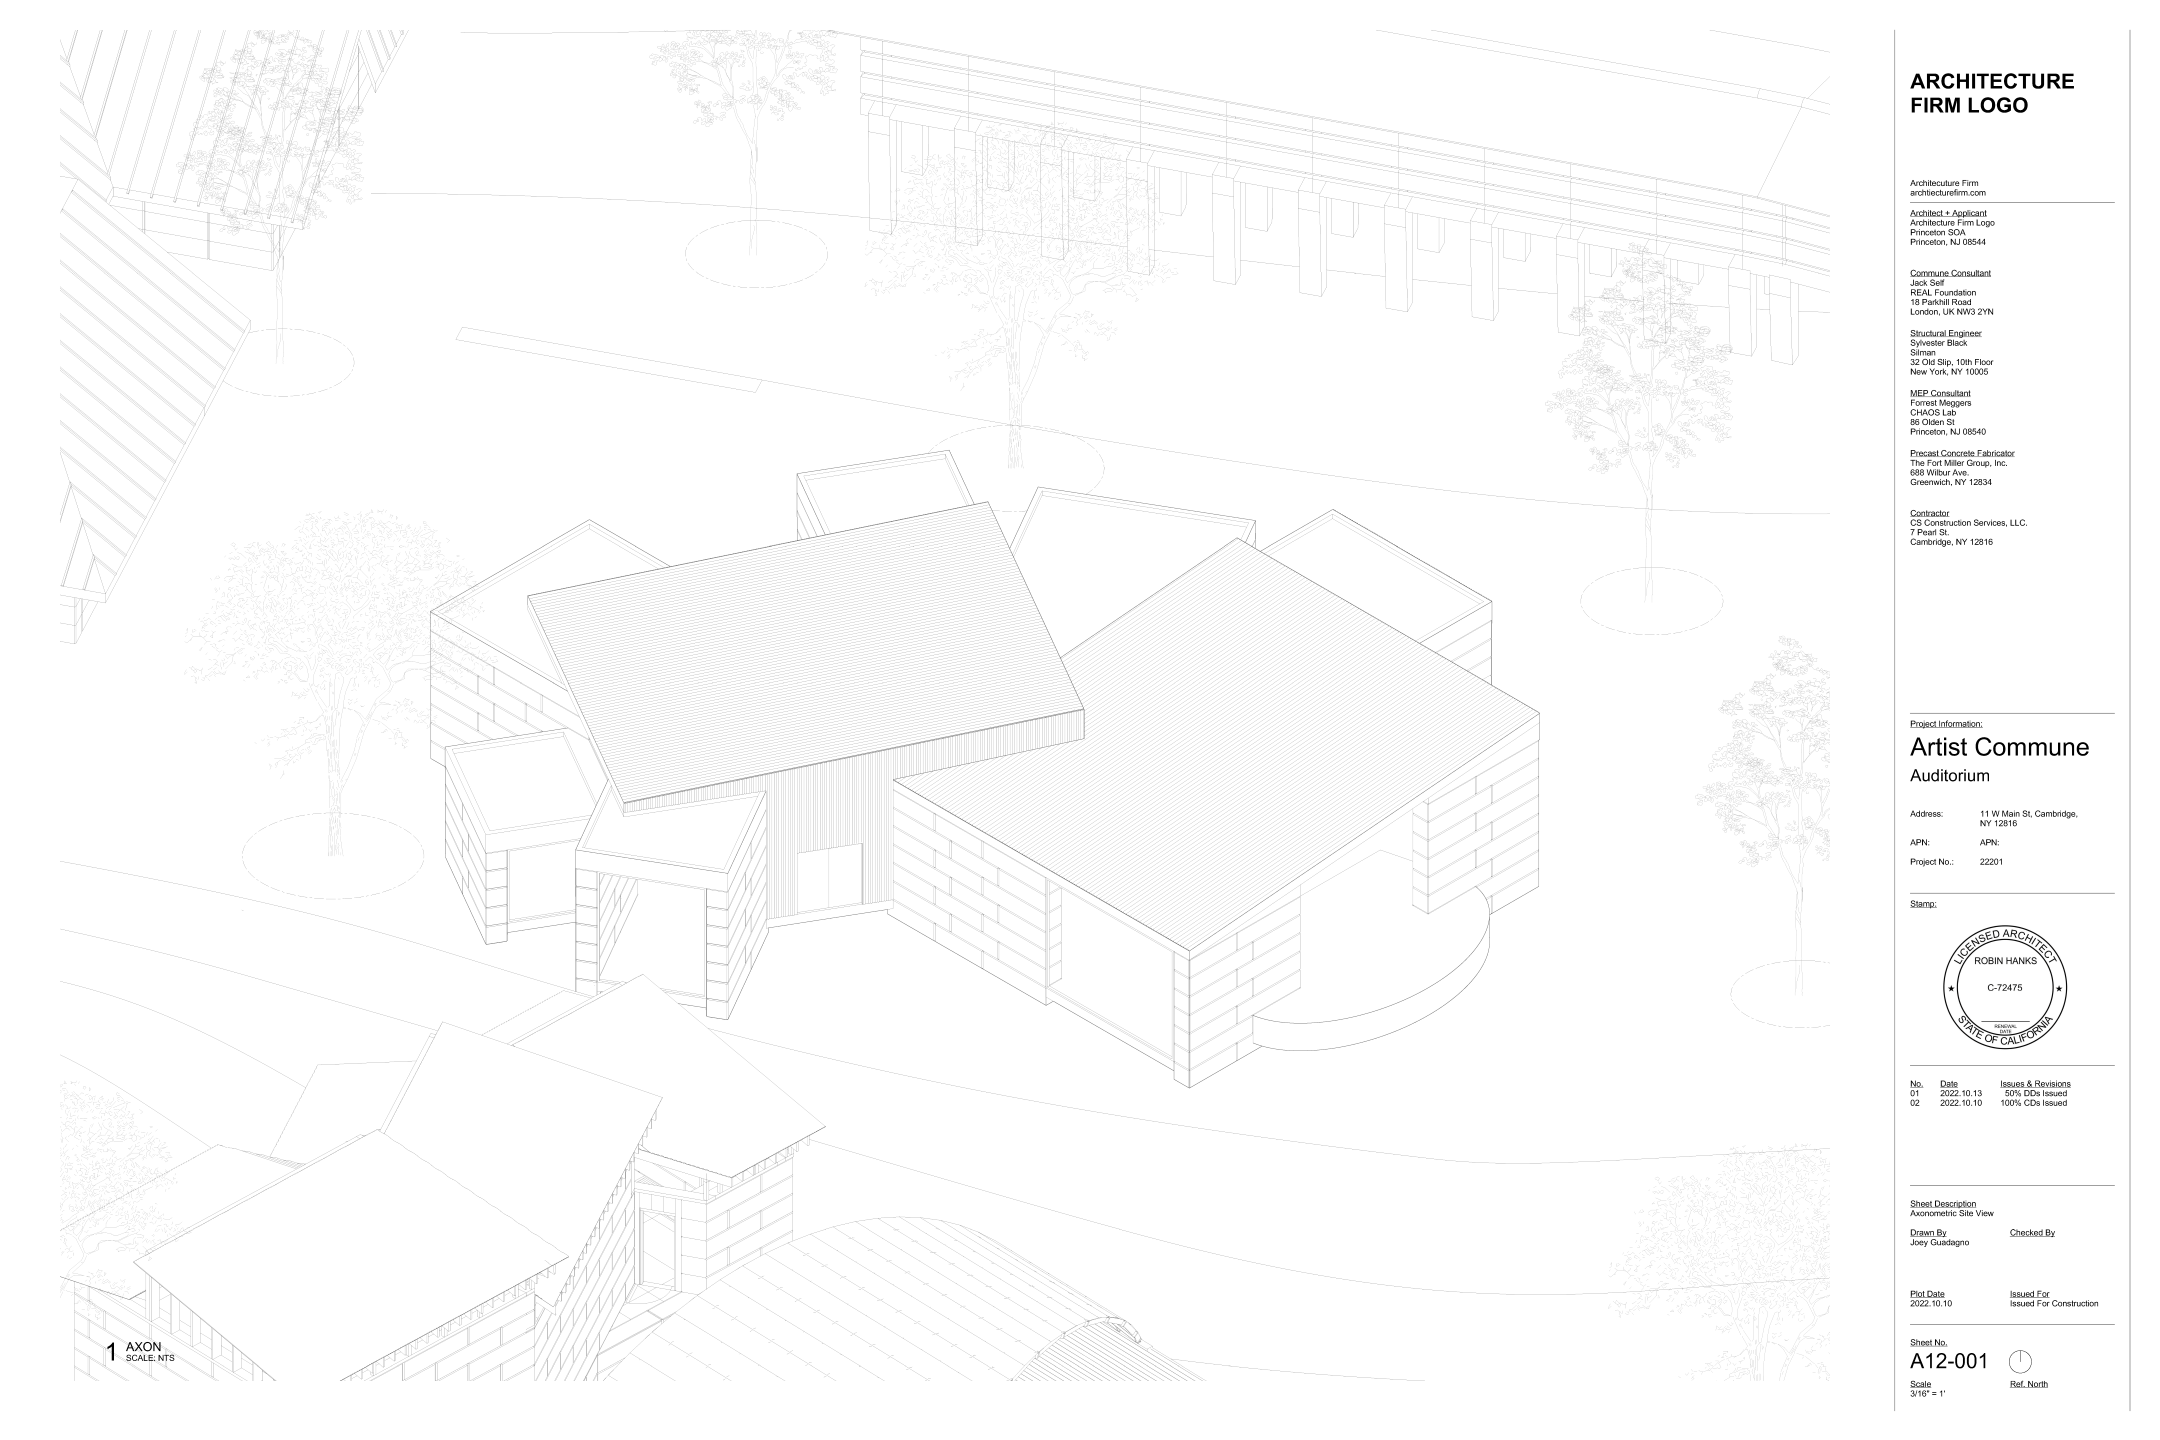 ARCHITECTURE
FIRM LOGO
Architecuture Firm
archtiecturefirm.com
Architect + Applicant
Architecture Firm Logo
Princeton SOA
Princeton, NJ 08544
Commune Consultant
Jack Self
REAL Foundation
18 Parkhill Road
London, UK NW3 2YN
Structural Engineer
Sylvester Black
Silman
32 Old Slip, 10th Floor
New York, NY 10005
MEP Consultant
Forrest Meggers
CHAOS Lab
86 Olden St
Princeton, NJ 08540
Precast Concrete Fabricator
The Fort Miller Group, Inc.
688 Wilbur Ave.
Greenwich, NY 12834
Contractor
CS Construction Services, LLC.
7 Pearl St.
Cambridge, NY 12816
Project Information:
Artist Commune
Auditorium
Address: 11 W Main St, Cambridge,
NY 12816
APN: APN:
Project No.: 22201
Stamp:
LICENSED ARCHITECT
ROBIN HANKS
C-72475
RENEWAL
DATE
STATE OF CALIFORNIA
No. Date Issues & Revisions
01 2022.10.13 50% DDs Issued
02 2022.10.10 100% CDs Issued
Sheet Description
Axonometric Site View
Drawn By Checked By
Joey Guadagno
Plot Date Issued For
2022.10.10 Issued For Construction
Sheet No.
A12-001
Scale Ref. North
3/16" = 1'
1 AXON
SCALE: NTS